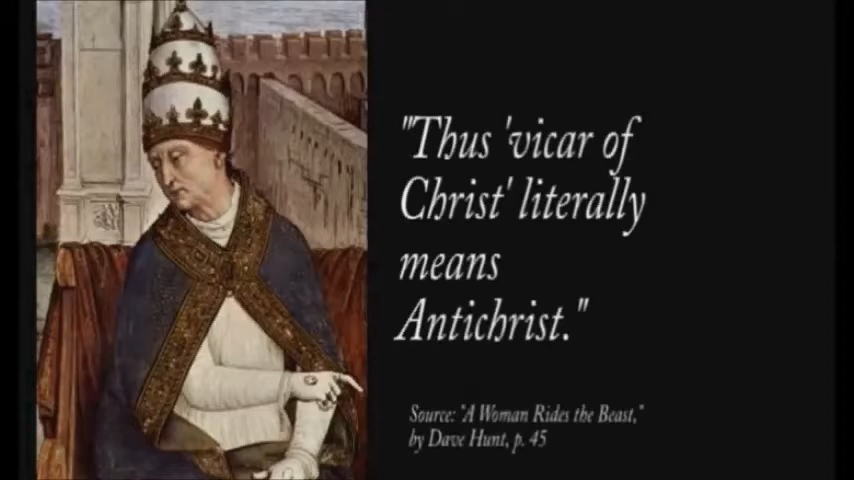 "Thus 'vicar of
Christ' literally
means
Antichrist."
Source: "A Woman Rides the Beast,"
by Dave Hunt, p. 45